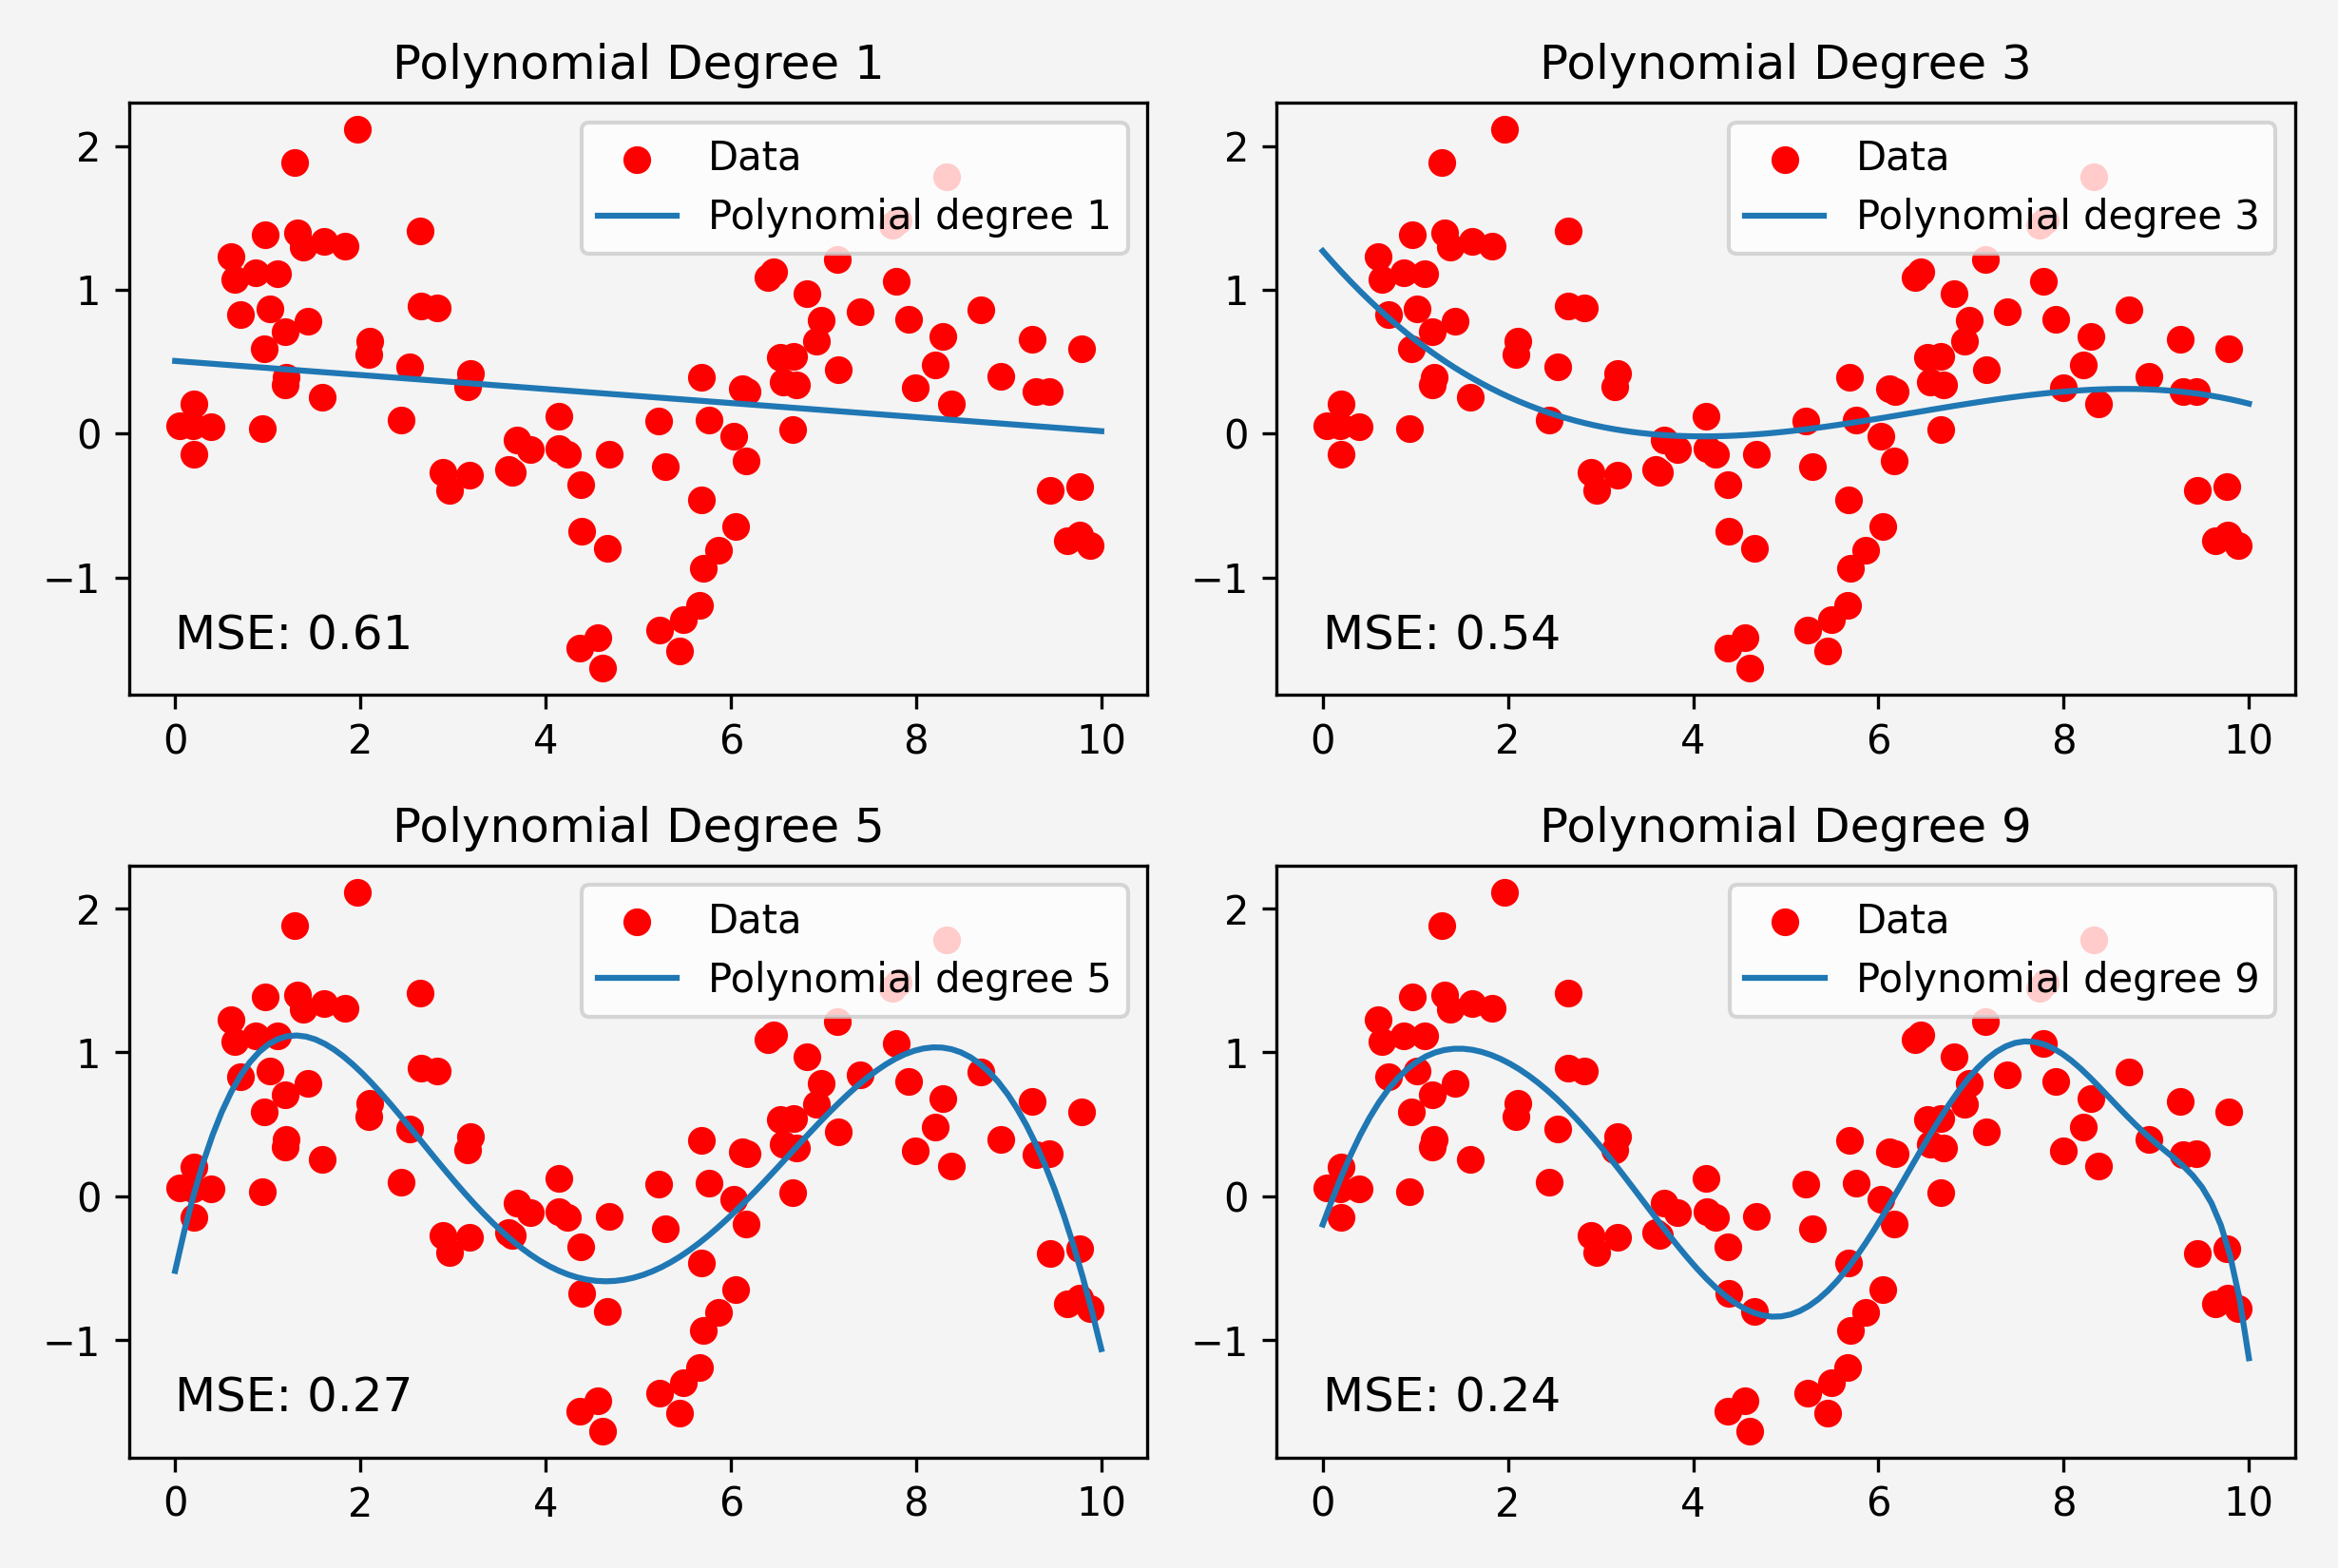 Polynomial Degree 1
Data
Polynomial degree 1
2
1
0
−1
MSE: 0.61
0 2 4 6 8 10
Polynomial Degree 3
Data
Polynomial degree 3
2
1
0
−1
MSE: 0.54
0 2 4 6 8 10
Polynomial Degree 5
Data
Polynomial degree 5
2
1
0
−1
MSE: 0.27
0 2 4 6 8 10
Polynomial Degree 9
Data
Polynomial degree 9
2
1
0
−1
MSE: 0.24
0 2 4 6 8 10